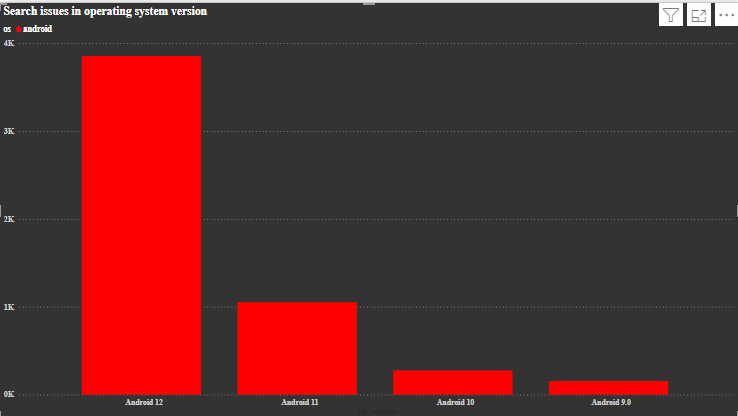 Search issues in operating system version
os android
4K
3K
2K
1K
0K
Android 12 Android 11 Android 10 Android 9.0